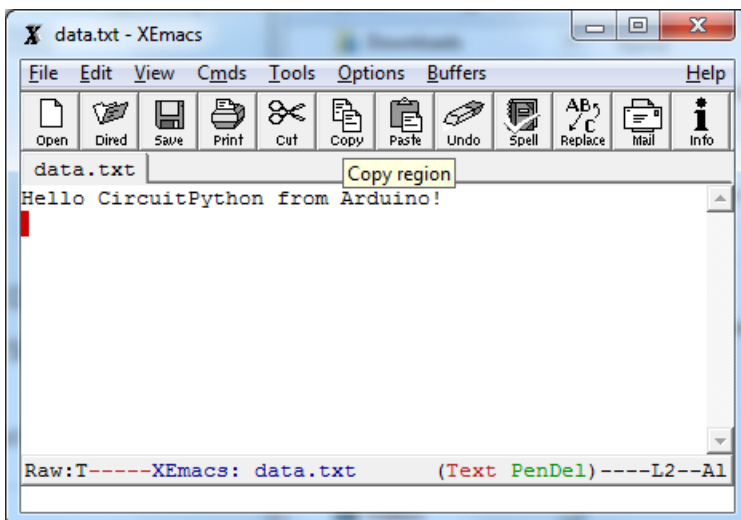 data.txt - XEmacs
File Edit View Cmds Tools Options Buffers Help
Open Dired Save Print Cut Copy Paste Undo Spell Replace Mail Info
data.txt
Copy region
Hello CircuitPython from Arduino!
Raw:T-----XEmacs: data.txt (Text PenDel)----L2--Al